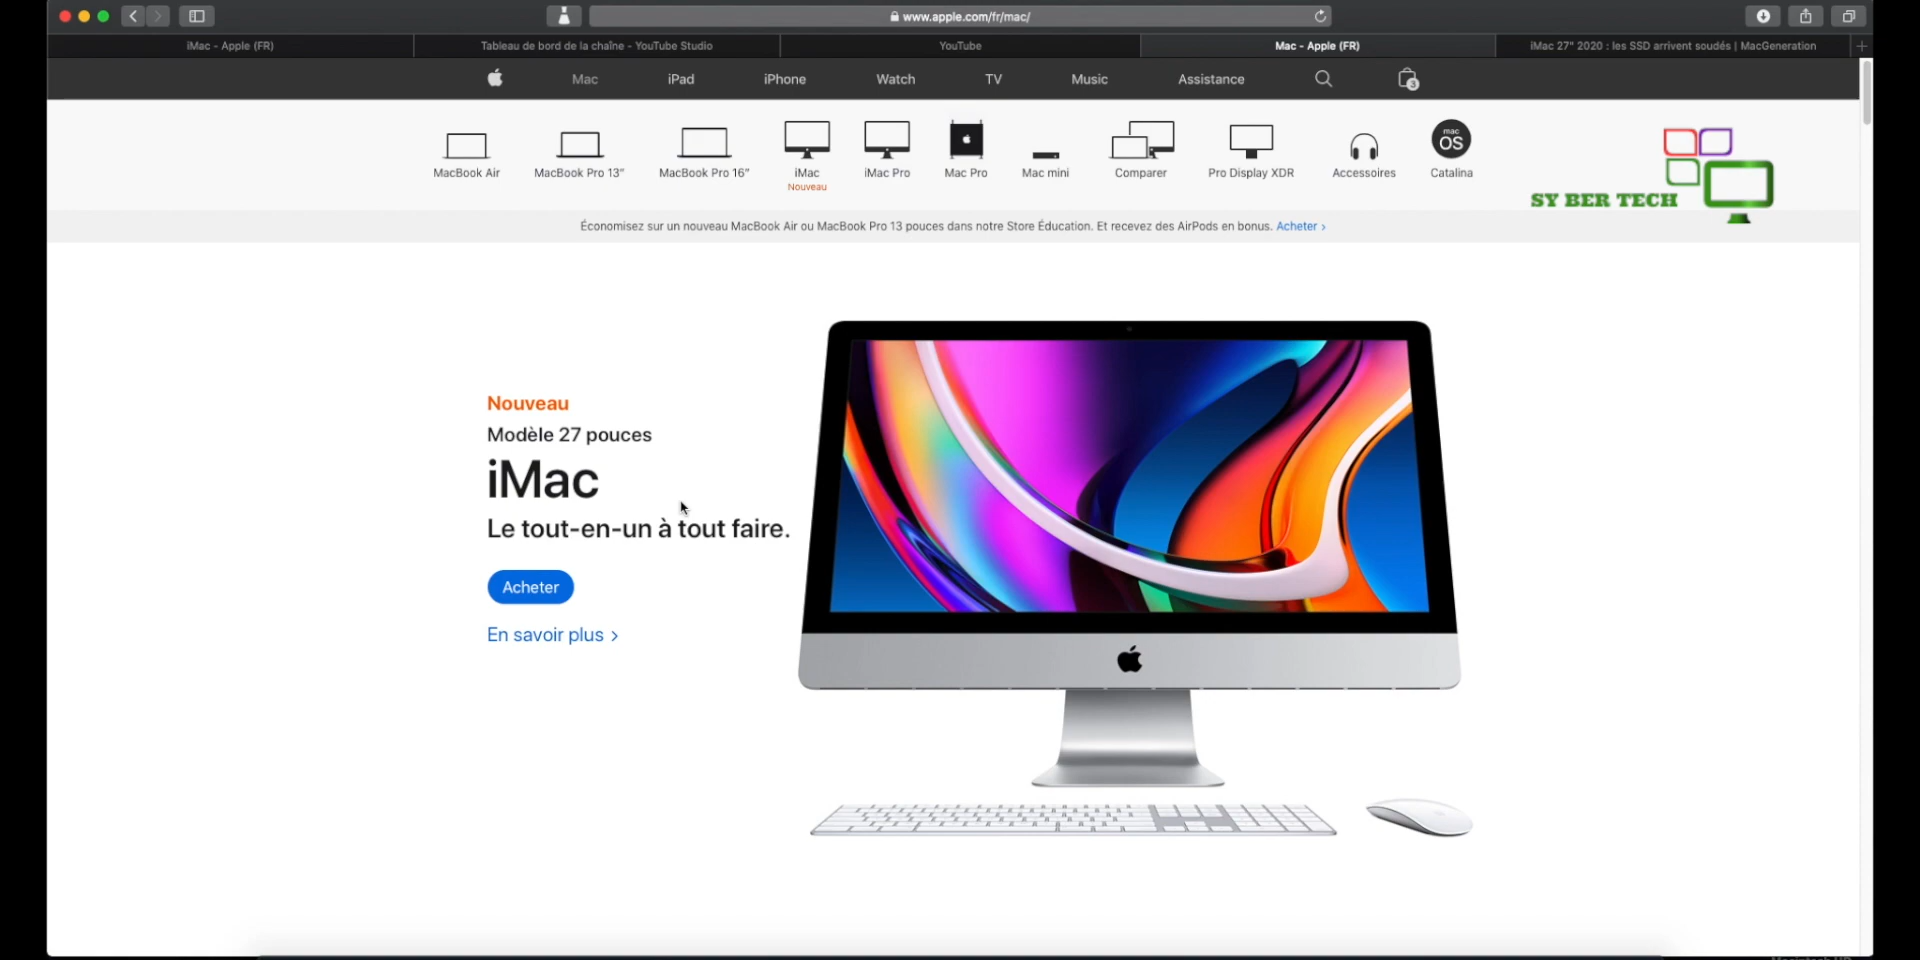 www.apple.com/fr/mac/
iMac - Apple (FR)
Tableau de bord de la chaîne - YouTube Studio
YouTube
Mac - Apple (FR)
iMac 27" 2020 : les SSD arrivent soudés | MacGeneration
Mac
iPad
iPhone
Watch
TV
Music
Assistance
3
MacBook Air
MacBook Pro 13"
MacBook Pro 16"
iMac
Nouveau
iMac Pro
Mac Pro
Mac mini
Comparer
Pro Display XDR
Accessoires
mac
OS
Catalina
SY BER TECH
Économisez sur un nouveau MacBook Air ou MacBook Pro 13 pouces dans notre Store Éducation. Et recevez des AirPods en bonus. Acheter >
Nouveau
Modèle 27 pouces
iMac
Le tout-en-un à tout faire.
Acheter
En savoir plus >